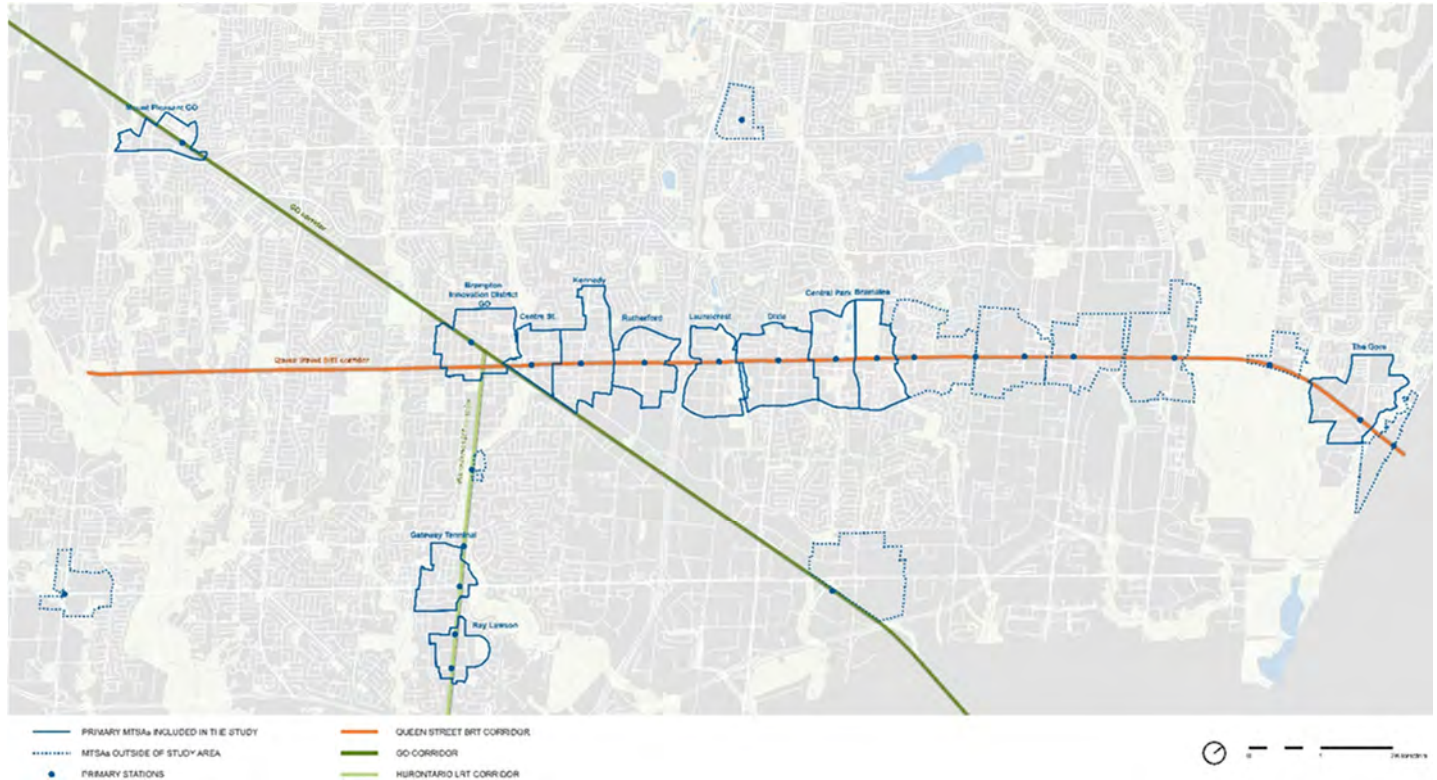 Mount Pleasant GO
GO corridor
Brampton
Innovation District
GO
Centre St.
Kennedy
Rutherford
Laurelcrest
Dixie
Central Park
Bramalea
Queen Street BRT corridor
The Gore
Gateway Terminal
Ray Lawson
PRIMARY MTSAs INCLUDED IN THE STUDY
MTSAs OUTSIDE OF STUDY AREA
PRIMARY STATIONS
QUEEN STREET BRT CORRIDOR
GO CORRIDOR
HURONTARIO LRT CORRIDOR
0 1